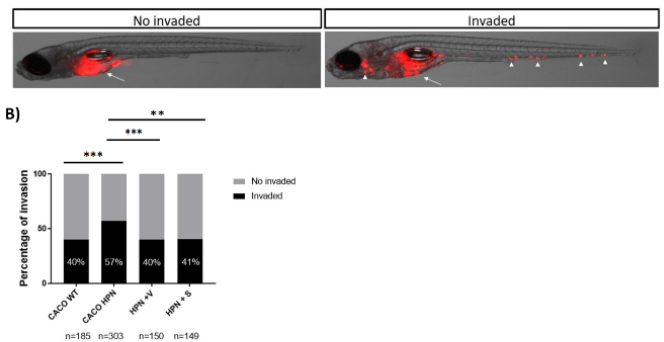 No invaded Invaded
B)
**
***
***
Percentage of Invasion
100
50
0
40% 57% 40% 41%
CACO WT CACO HPN HPN +V HPN + S
n=185 n=303 n=150 n=149
No invaded
Invaded